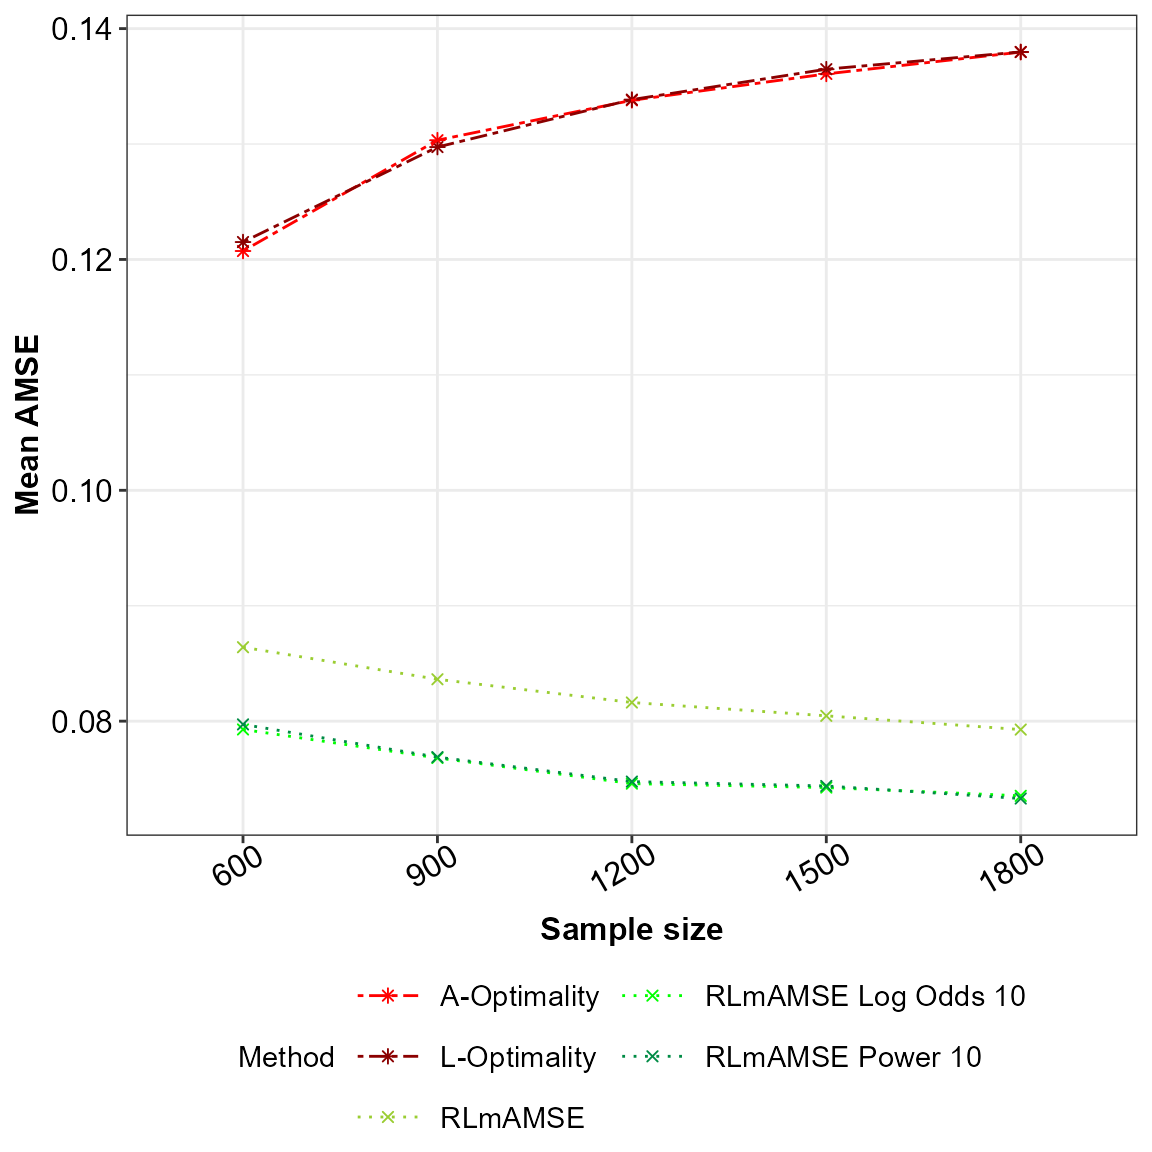 0.14
0.12
0.10
0.08
Mean AMSE
600
900
1200
1500
1800
Sample size
Method
A-Optimality
L-Optimality
RLmAMSE
RLmAMSE Log Odds 10
RLmAMSE Power 10